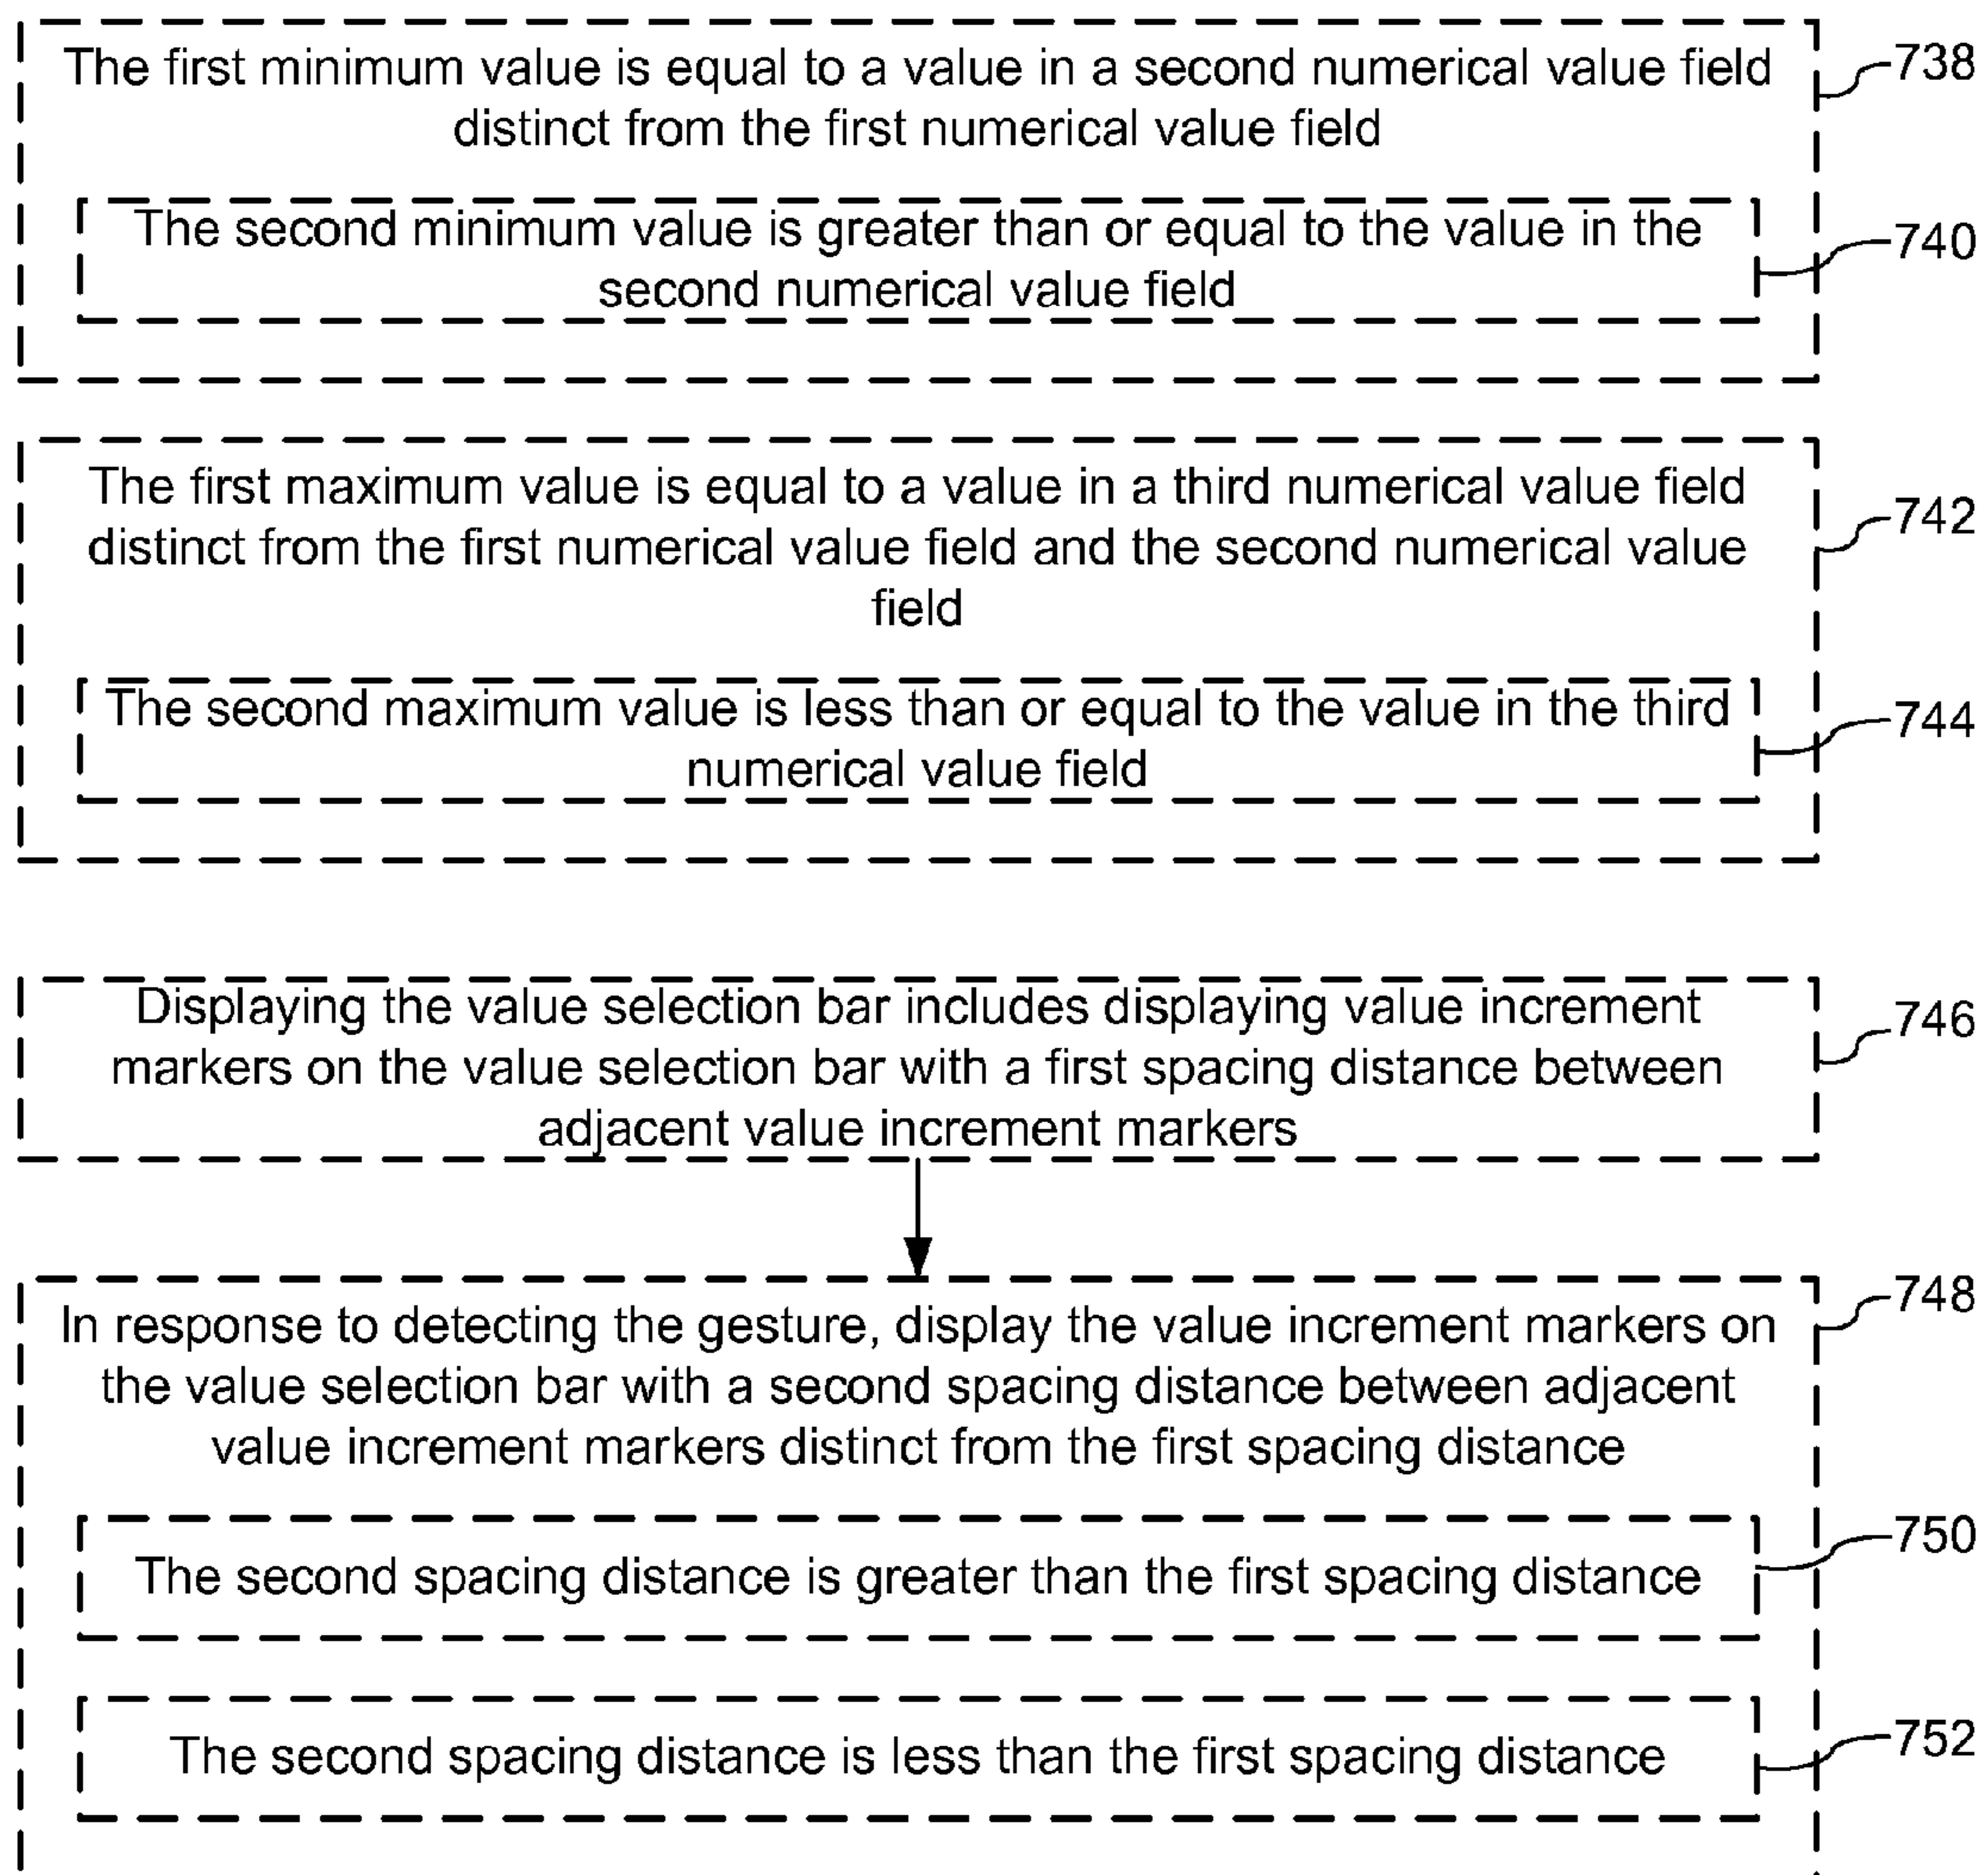 The first minimum value is equal to a value in a second numerical value field
distinct from the first numerical value field
738
The second minimum value is greater than or equal to the value in the
second numerical value field
740
The first maximum value is equal to a value in a third numerical value field
distinct from the first numerical value field and the second numerical value
field
742
The second maximum value is less than or equal to the value in the third
numerical value field
744
Displaying the value selection bar includes displaying value increment
markers on the value selection bar with a first spacing distance between
adjacent value increment markers
746
In response to detecting the gesture, display the value increment markers on
the value selection bar with a second spacing distance between adjacent
value increment markers distinct from the first spacing distance
748
The second spacing distance is greater than the first spacing distance
750
The second spacing distance is less than the first spacing distance
752